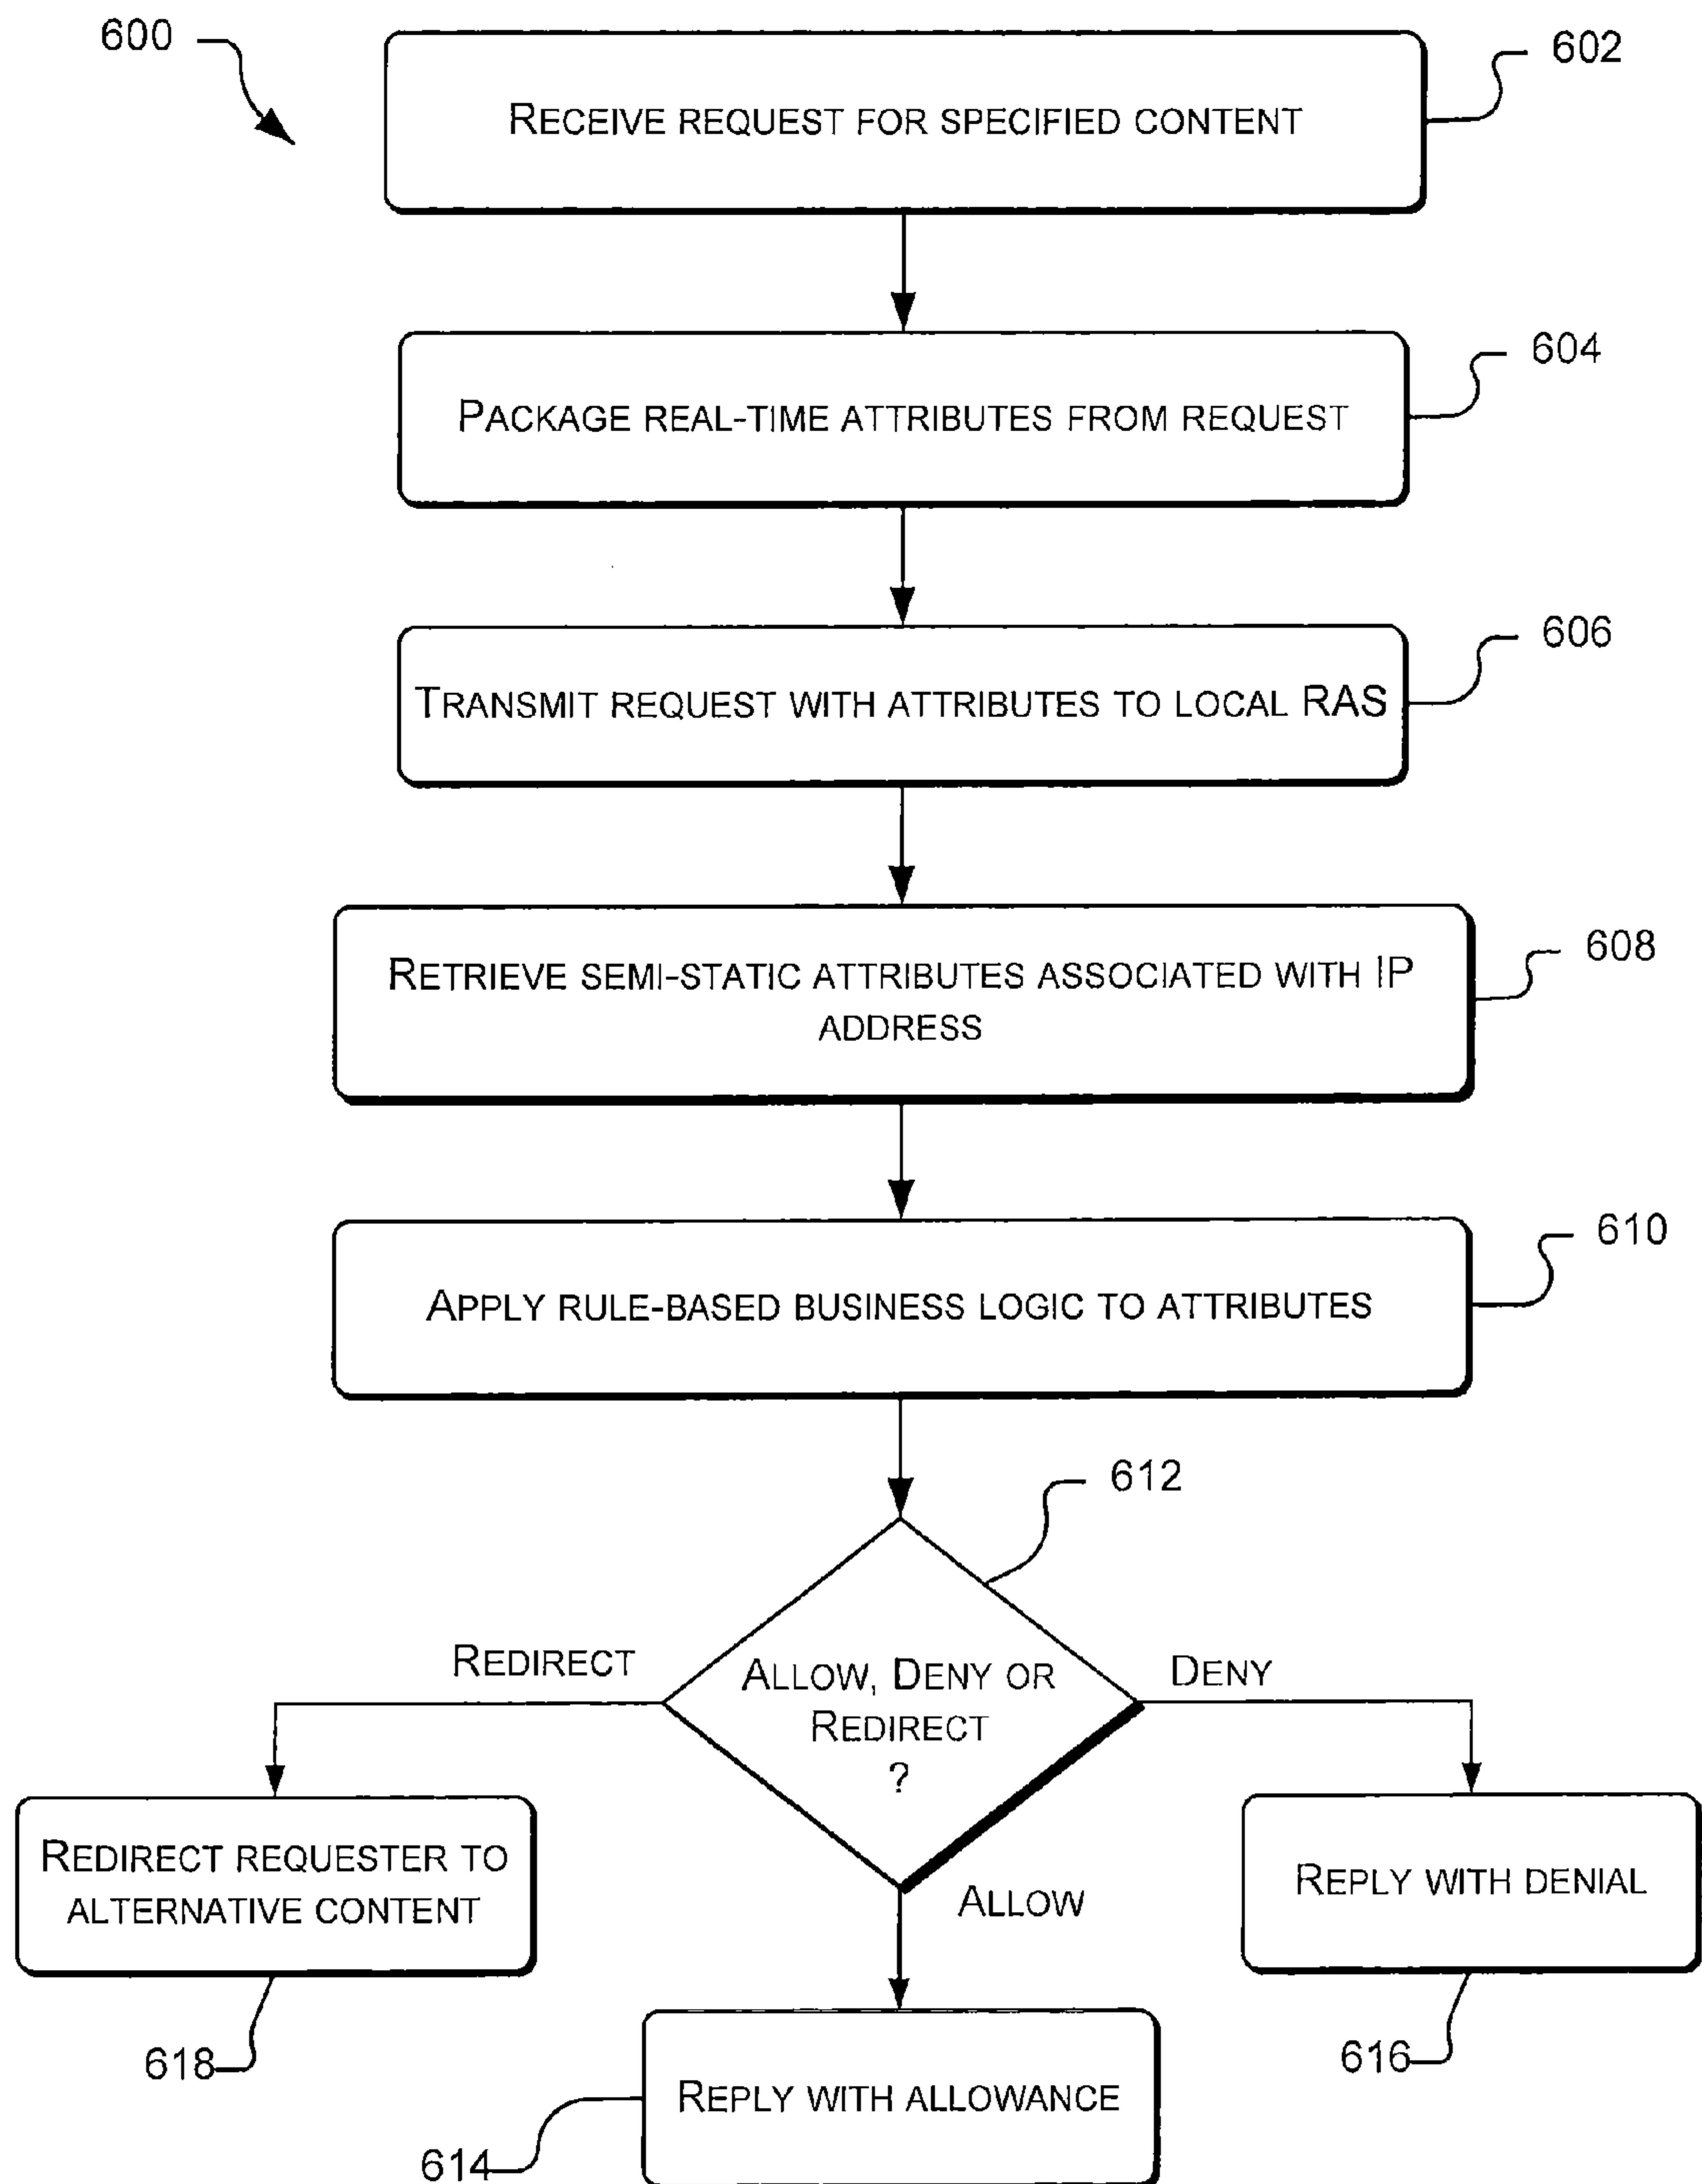 600
602
RECEIVE REQUEST FOR SPECIFIED CONTENT
604
PACKAGE REAL-TIME ATTRIBUTES FROM REQUEST
606
TRANSMIT REQUEST WITH ATTRIBUTES TO LOCAL RAS
608
RETRIEVE SEMI-STATIC ATTRIBUTES ASSOCIATED WITH IP
ADDRESS
610
APPLY RULE-BASED BUSINESS LOGIC TO ATTRIBUTES
612
REDIRECT
ALLOW, DENY OR
REDIRECT
?
DENY
REDIRECT REQUESTER TO
ALTERNATIVE CONTENT
618
ALLOW
REPLY WITH DENIAL
616
REPLY WITH ALLOWANCE
614